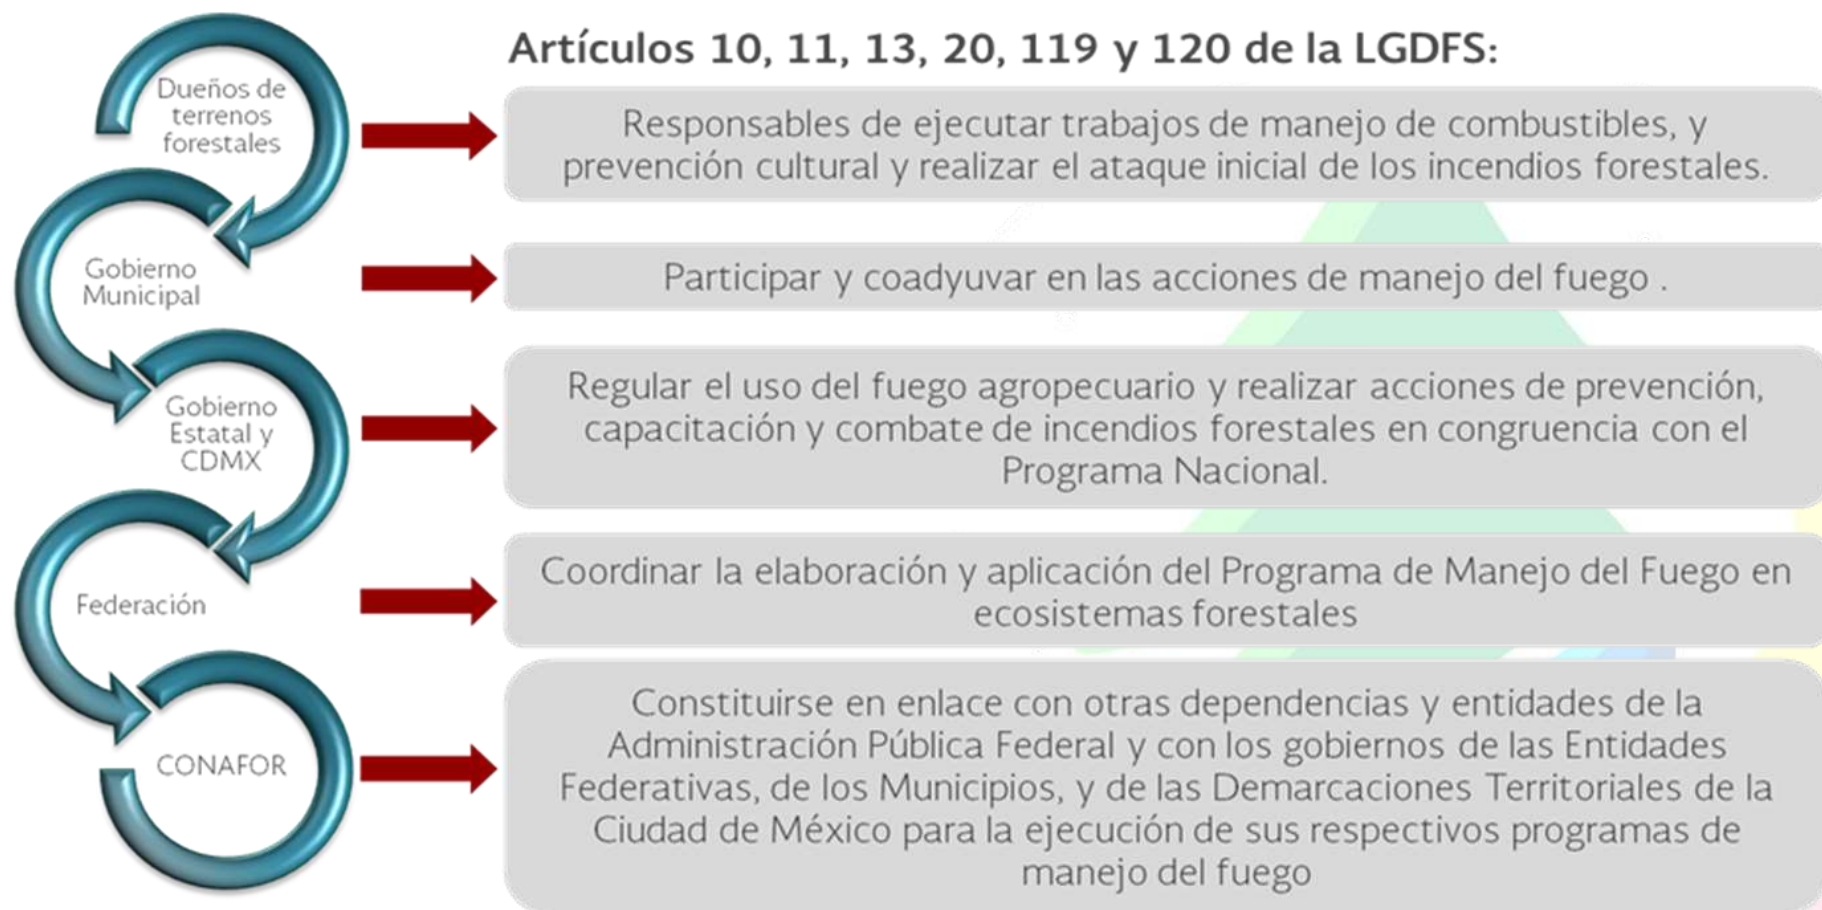 Artículos 10, 11, 13, 20, 119 y 120 de la LGDFS:
Dueños de
terrenos
forestales
Responsables de ejecutar trabajos de manejo de combustibles, y
prevención cultural y realizar el ataque inicial de los incendios forestales.
Gobierno
Municipal
Participar y coadyuvar en las acciones de manejo del fuego .
Gobierno
Estatal y
CDMX
Regular el uso del fuego agropecuario y realizar acciones de prevención,
capacitación y combate de incendios forestales en congruencia con el
Programa Nacional.
Federación
Coordinar la elaboración y aplicación del Programa de Manejo del Fuego en
ecosistemas forestales
CONAFOR
Constituirse en enlace con otras dependencias y entidades de la
Administración Pública Federal y con los gobiernos de las Entidades
Federativas, de los Municipios, y de las Demarcaciones Territoriales de la
Ciudad de México para la ejecución de sus respectivos programas de
manejo del fuego